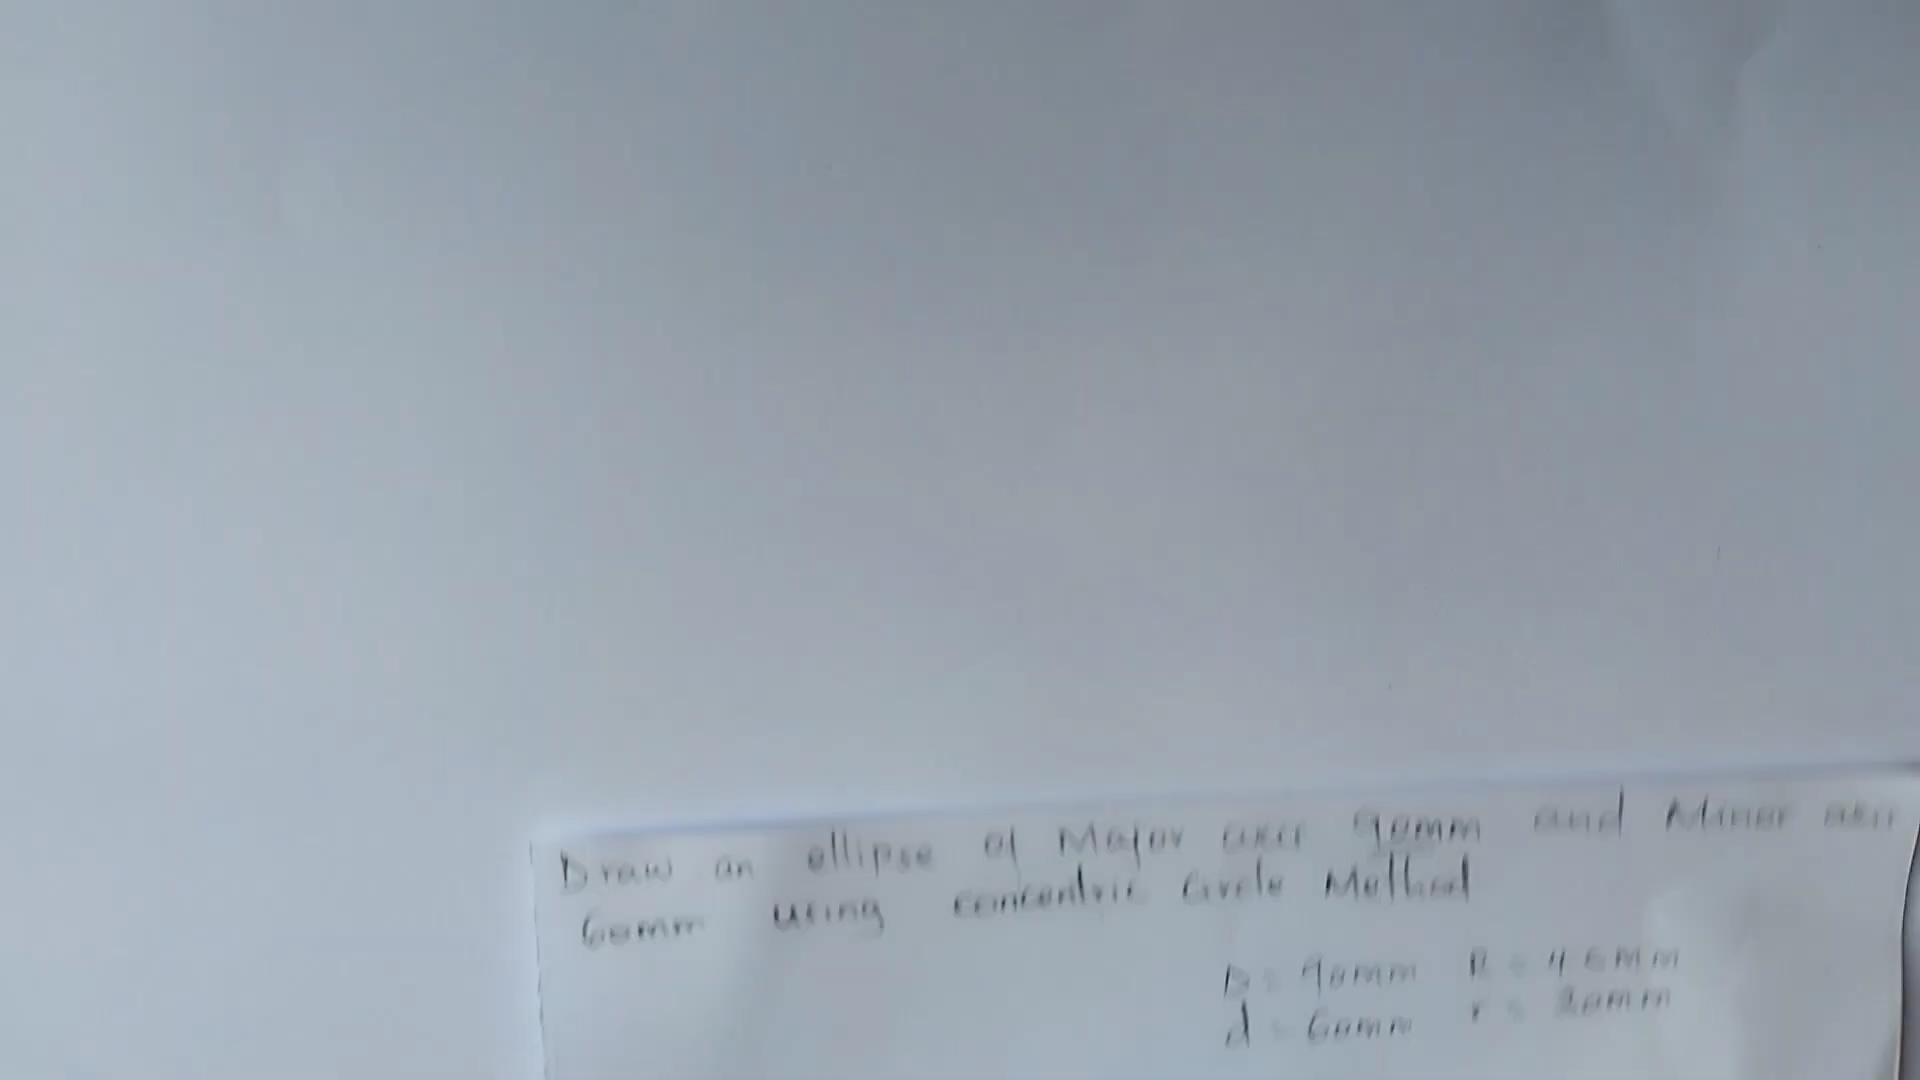 Draw an ellipse of Major axis 90mm and Minor axis
60mm using concentric Circle Method
D = 90mm R = 45mm
d = 60mm r = 30mm